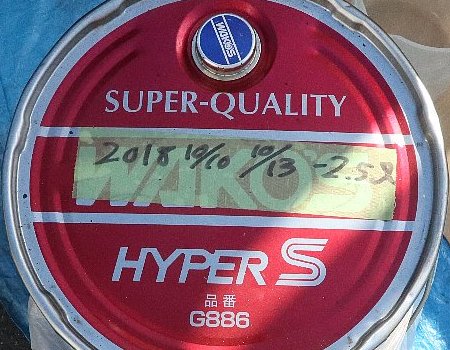 WAKO'S
SUPER-QUALITY
2018 10/10 10/13 -2.5ℓ
WAKO'S
HYPER S
品番
G886